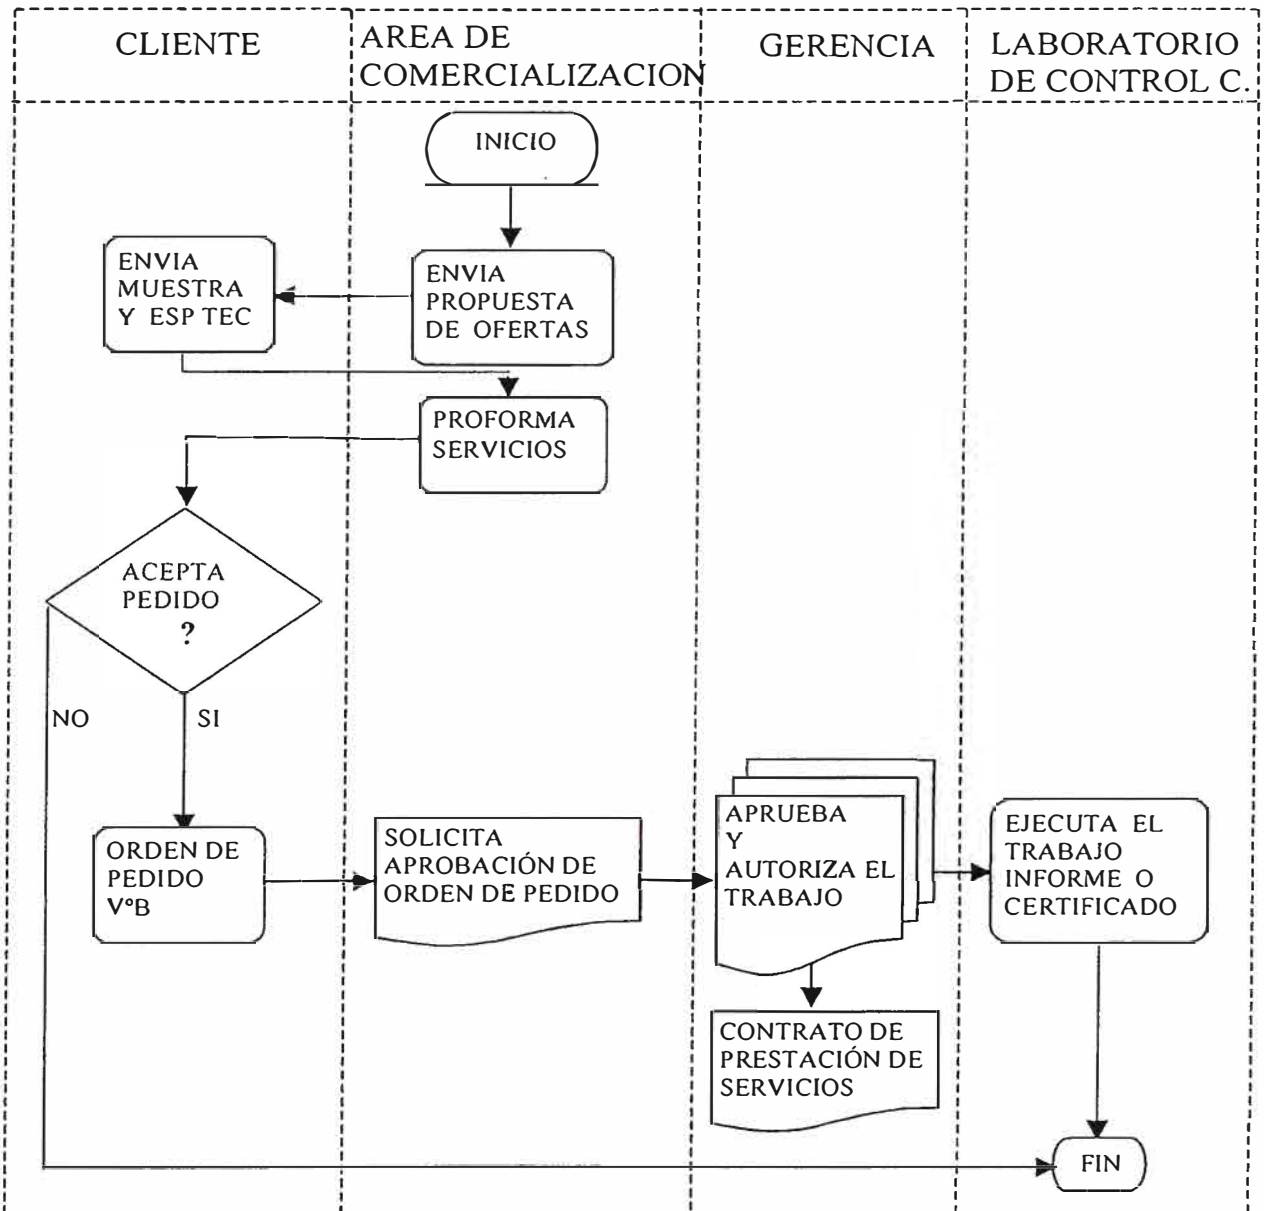 CLIENTE
AREA DE
COMERCIALIZACION
GERENCIA
LABORATORIO
DE CONTROL C.
INICIO
ENVIA
MUESTRA
Y ESP TEC
ENVIA
PROPUESTA
DE OFERTAS
PROFORMA
SERVICIOS
ACEPTA
PEDIDO
?
NO
SI
ORDEN DE
PEDIDO
V°B
SOLICITA
APROBACIÓN DE
ORDEN DE PEDIDO
APRUEBA
Y
AUTORIZA EL
TRABAJO
EJECUTA EL
TRABAJO
INFORME O
CERTIFICADO
CONTRATO DE
PRESTACIÓN DE
SERVICIOS
FIN